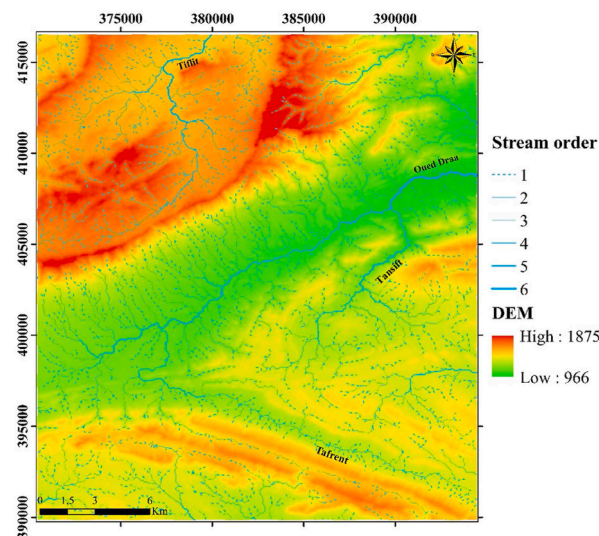 375000 380000 385000 390000
415000
410000
405000
400000
395000
390000
Tiflit
Oued Draa
Tansift
Tafrent
0 1.5 3 6
Km
Stream order
1
2
3
4
5
6
DEM
High : 1875
Low : 966